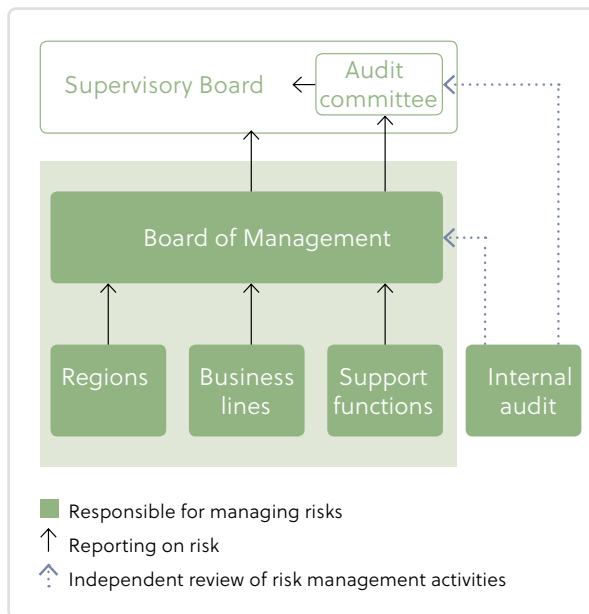 Supervisory Board
Audit
committee
Board of Management
Regions
Business
lines
Support
functions
Internal
audit
Responsible for managing risks
Reporting on risk
Independent review of risk management activities